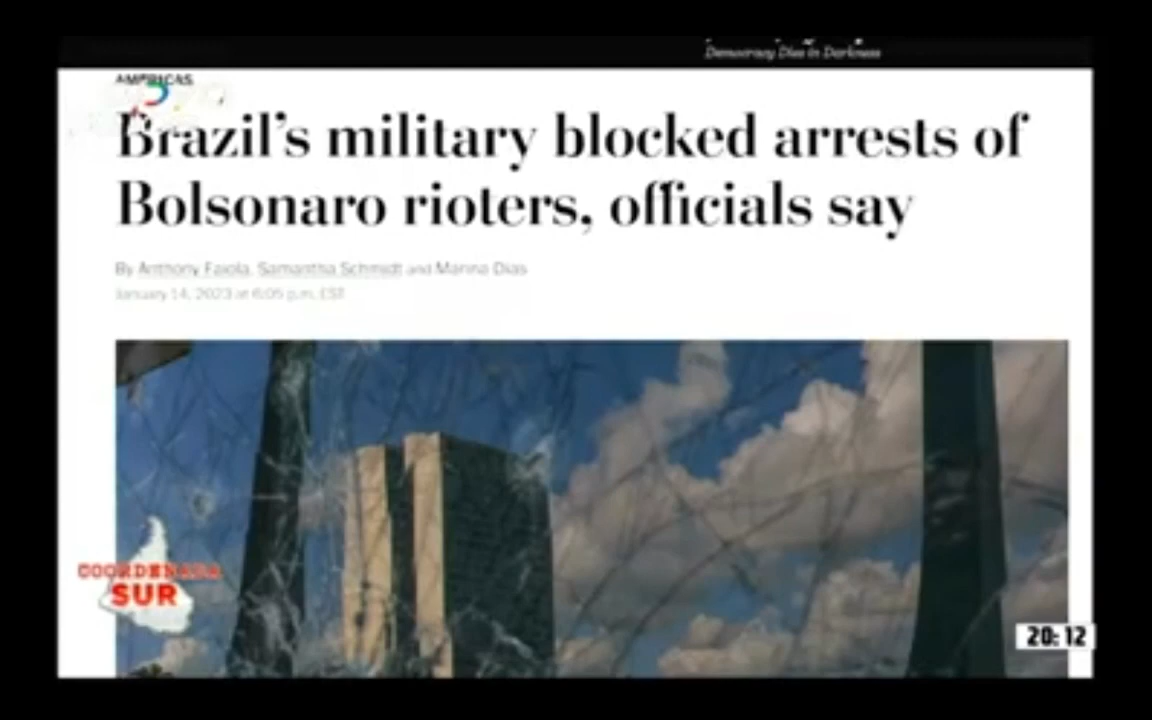 Democracy Dies in Darkness
AMERICAS
Brazil's military blocked arrests of
Bolsonaro rioters, officials say
By Anthony Faiola, Samantha Schmidt and Marina Dias
January 14, 2023 at 6:05 p.m. EST
COORDENADA
SUR
20:12